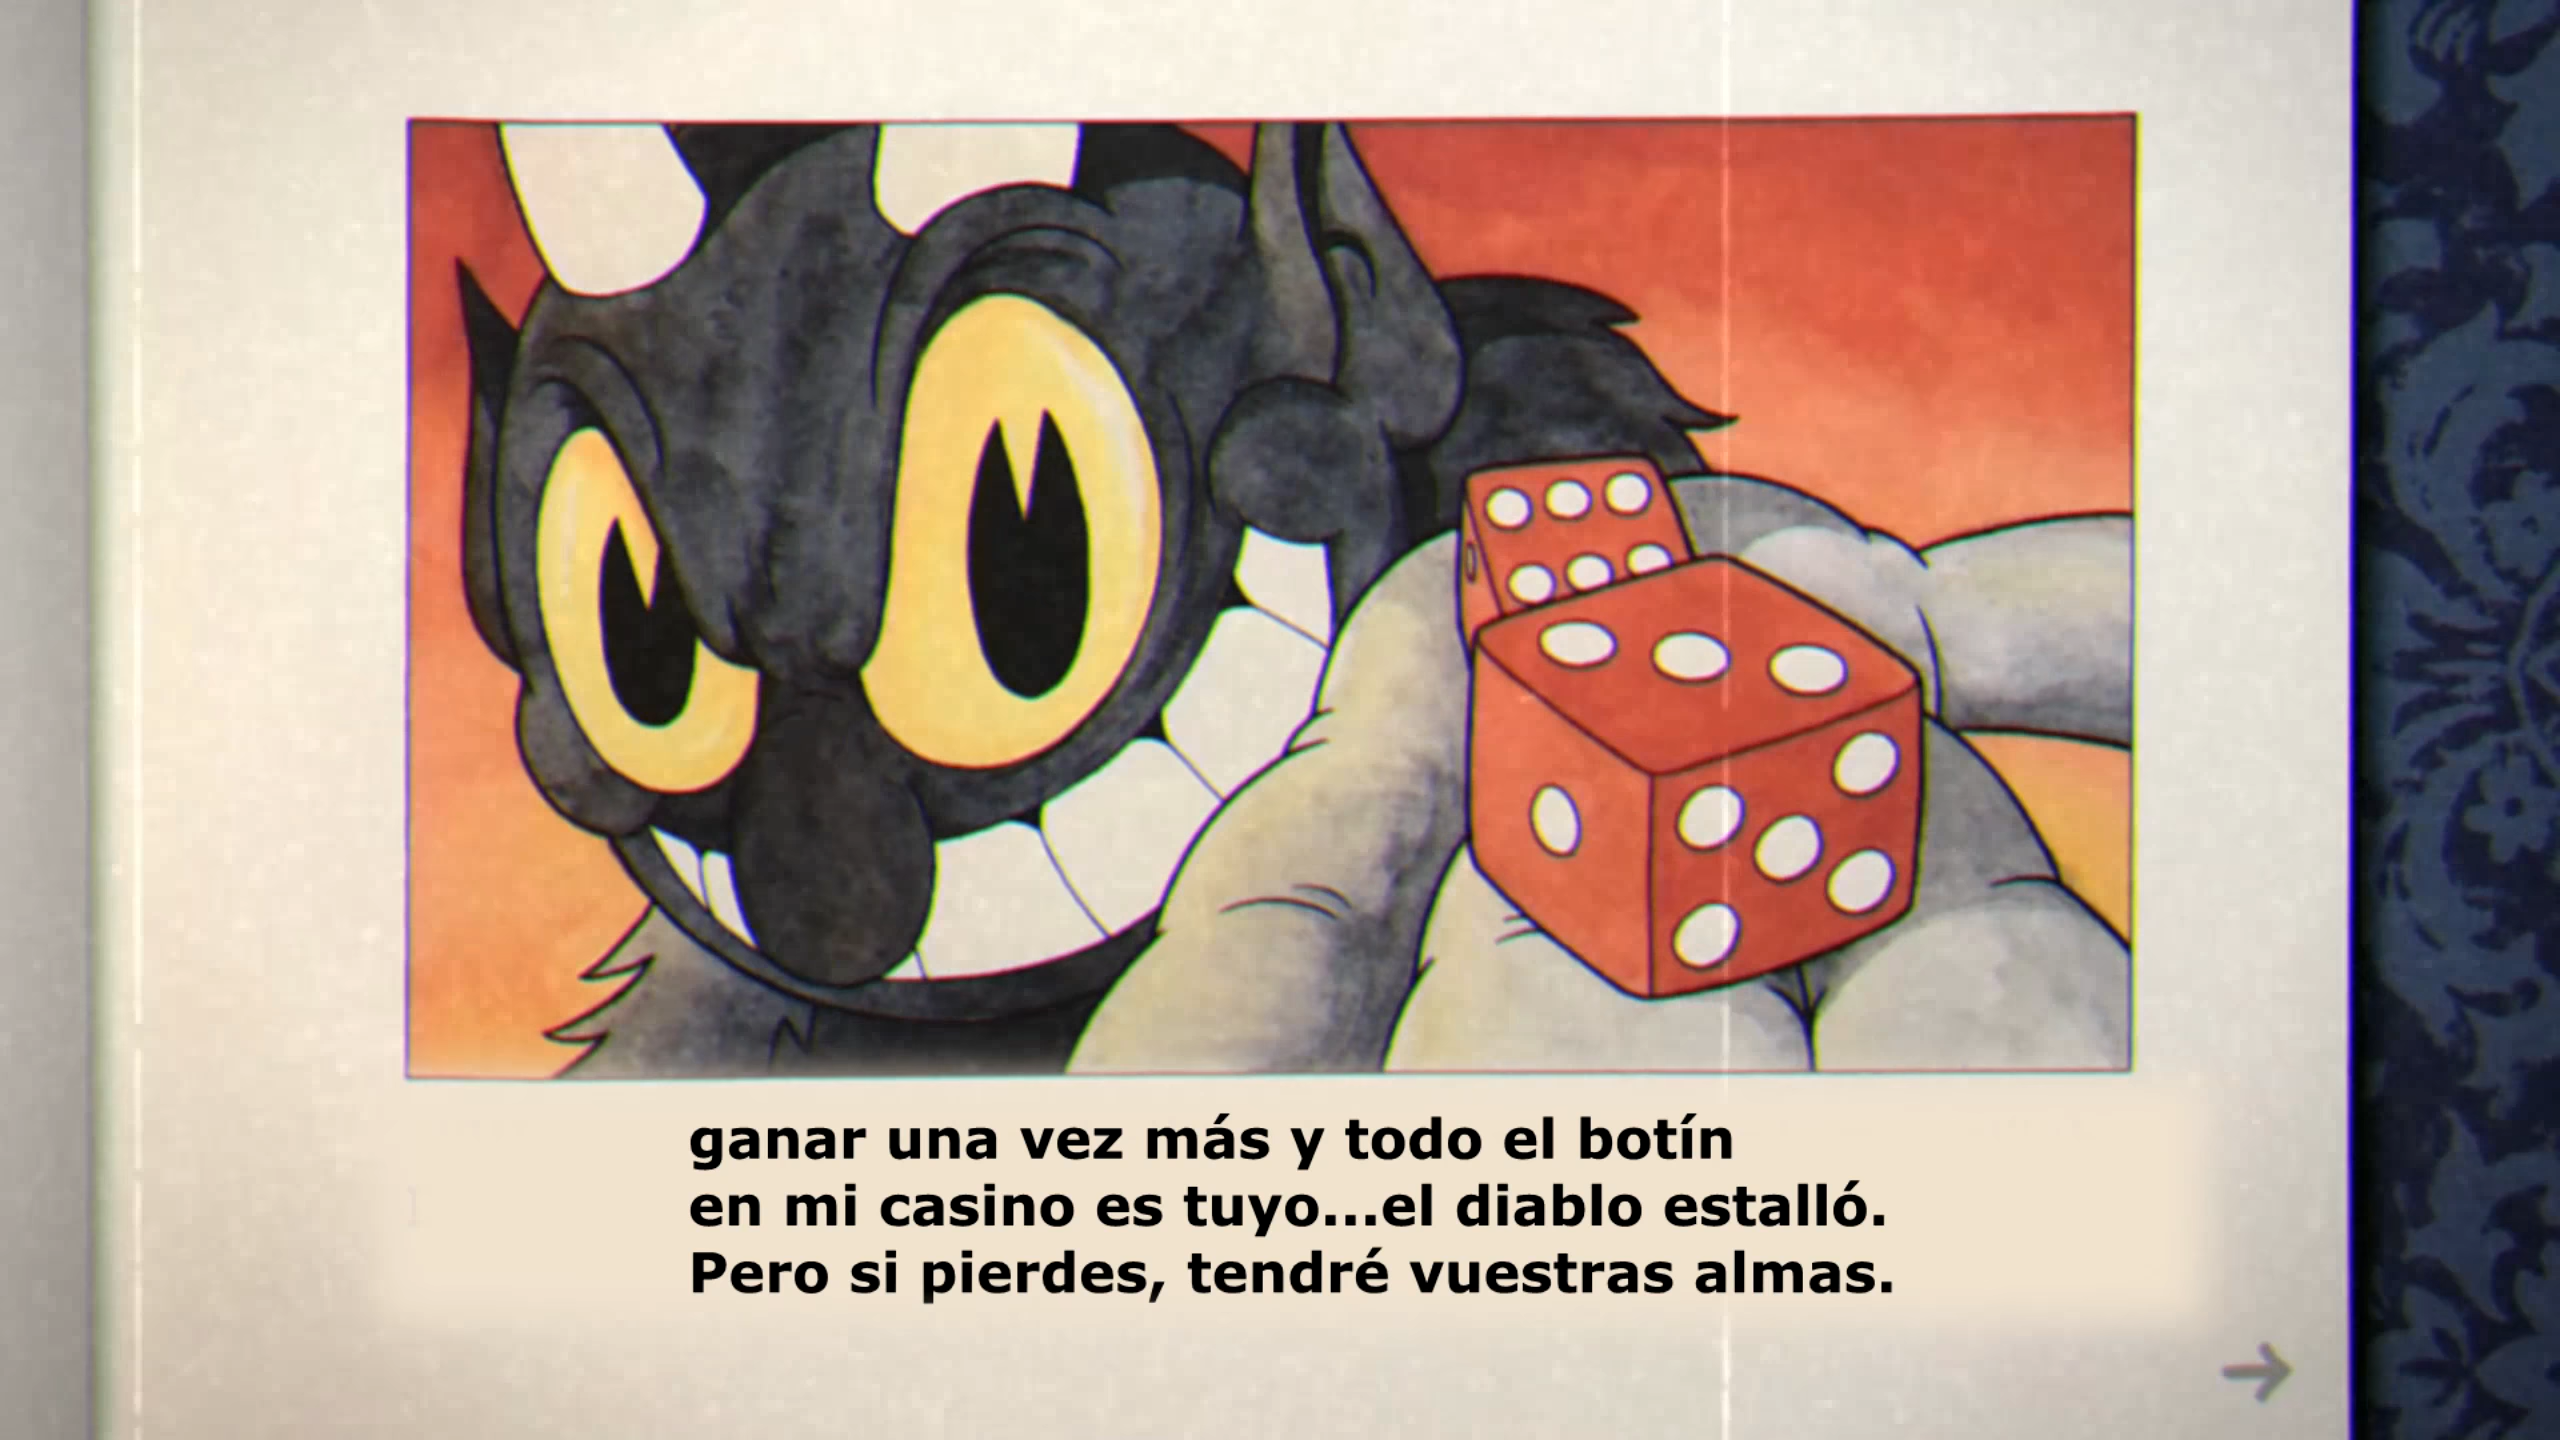 ganar una vez más y todo el botín
en mi casino es tuyo...el diablo estalló.
Pero si pierdes, tendré vuestras almas.